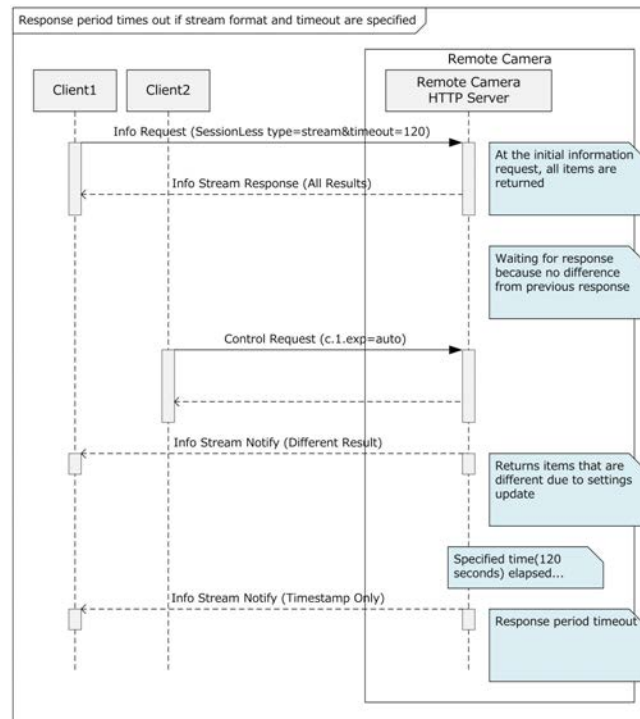 Response period times out if stream format and timeout are specified
Remote Camera
Client1
Client2
Remote Camera
HTTP Server
Info Request (SessionLess type=stream&timeout=120)
At the initial information
request, all items are
returned
Info Stream Response (All Results)
Waiting for response
because no difference
from previous response
Control Request (c.1.exp=auto)
Info Stream Notify (Different Result)
Returns items that are
different due to settings
update
Specified time(120
seconds) elapsed...
Info Stream Notify (Timestamp Only)
Response period timeout